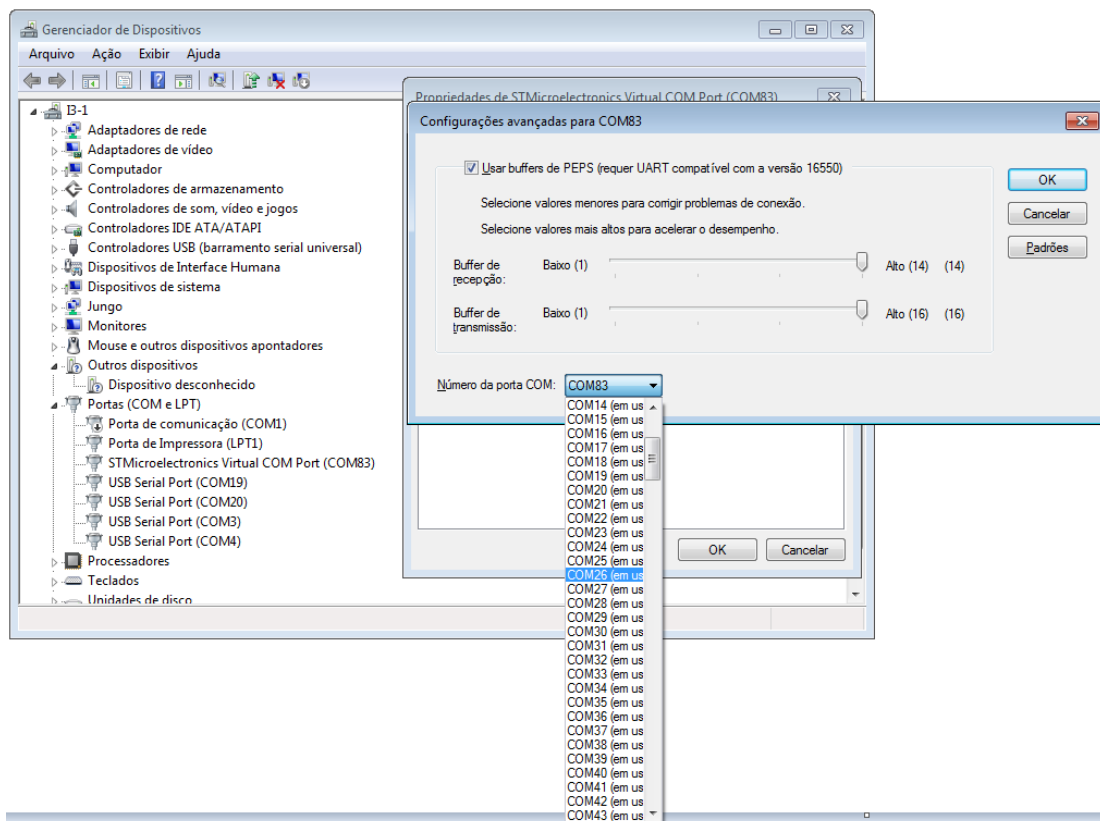 Gerenciador de Dispositivos
Arquivo Ação Exibir Ajuda
I3-1
Adaptadores de rede
Adaptadores de vídeo
Computador
Controladores de armazenamento
Controladores de som, vídeo e jogos
Controladores IDE ATA/ATAPI
Controladores USB (barramento serial universal)
Dispositivos de Interface Humana
Dispositivos de sistema
Jungo
Monitores
Mouse e outros dispositivos apontadores
Outros dispositivos
Dispositivo desconhecido
Portas (COM e LPT)
Porta de comunicação (COM1)
Porta de Impressora (LPT1)
STMicroelectronics Virtual COM Port (COM83)
USB Serial Port (COM19)
USB Serial Port (COM20)
USB Serial Port (COM3)
USB Serial Port (COM4)
Processadores
Teclados
Unidades de disco
Propriedades de STMicroelectronics Virtual COM Port (COM83)
OK Cancelar
Configurações avançadas para COM83
Usar buffers de PEPS (requer UART compatível com a versão 16550)
Selecione valores menores para corrigir problemas de conexão.
Selecione valores mais altos para acelerar o desempenho.
Buffer de recepção: Baixo (1) Alto (14) (14)
Buffer de transmissão: Baixo (1) Alto (16) (16)
OK
Cancelar
Padrões
Número da porta COM: COM83
COM14 (em us
COM15 (em us
COM16 (em us
COM17 (em us
COM18 (em us
COM19 (em us
COM20 (em us
COM21 (em us
COM22 (em us
COM23 (em us
COM24 (em us
COM25 (em us
COM26 (em us
COM27 (em us
COM28 (em us
COM29 (em us
COM30 (em us
COM31 (em us
COM32 (em us
COM33 (em us
COM34 (em us
COM35 (em us
COM36 (em us
COM37 (em us
COM38 (em us
COM39 (em us
COM40 (em us
COM41 (em us
COM42 (em us
COM43 (em us